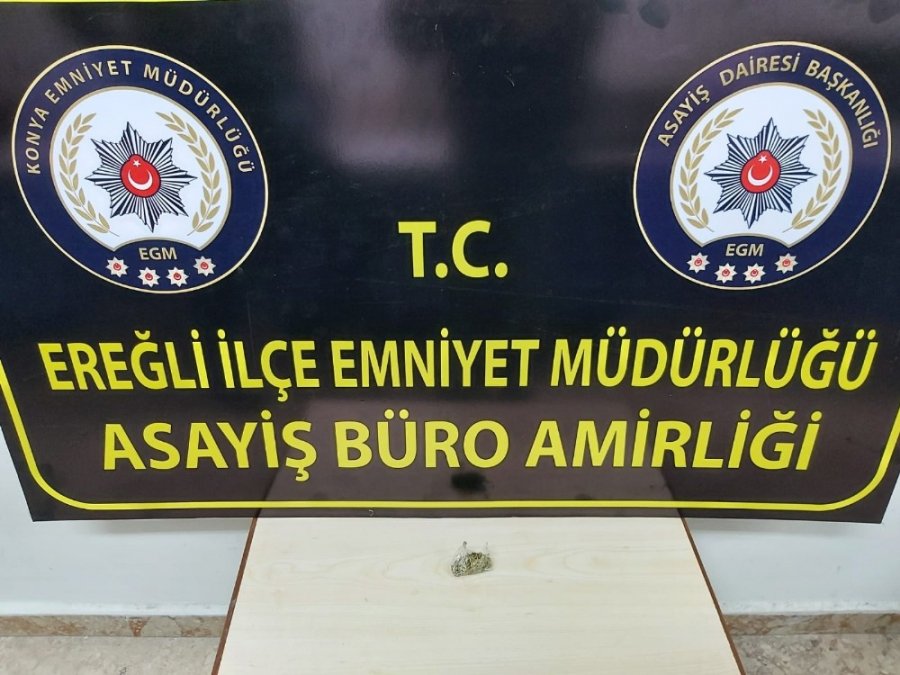 KONYA EMNİYET MÜDÜRLÜĞÜ
EGM
ASAYİŞ DAİRESİ BAŞKANLIĞI
EGM
T.C.
EREĞLİ İLÇE EMNİYET MÜDÜRLÜĞÜ
ASAYİŞ BÜRO AMİRLİĞİ